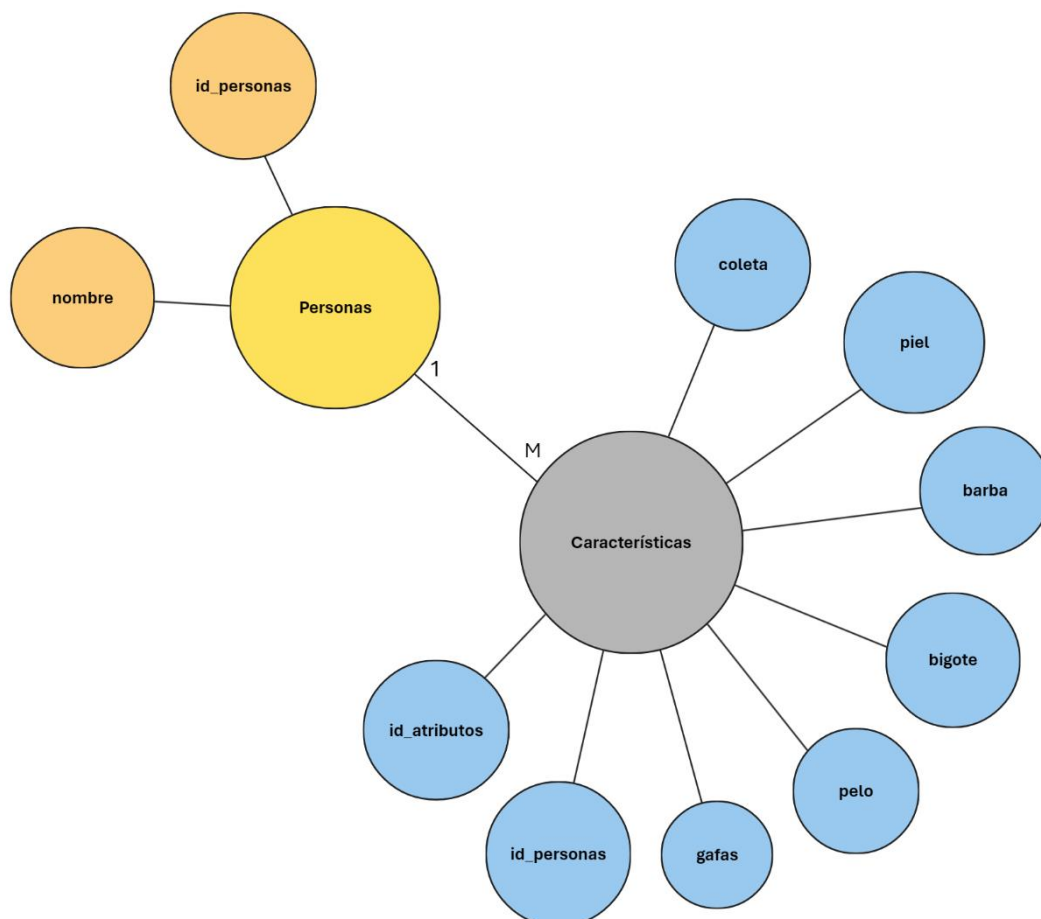 id_personas
nombre
Personas
1
M
coleta
piel
barba
Características
bigote
id_atributos
pelo
id_personas
gafas